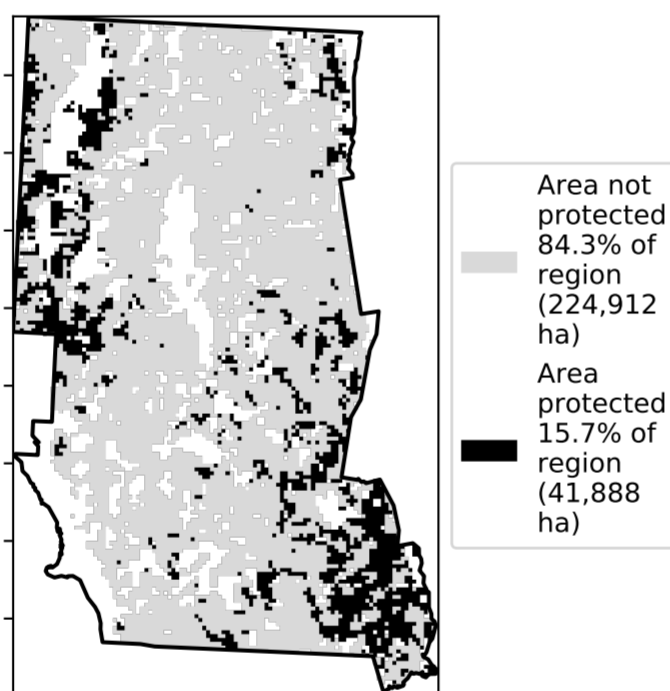 Area not
protected
84.3% of
region
(224,912
ha)
Area
protected
15.7% of
region
(41,888
ha)